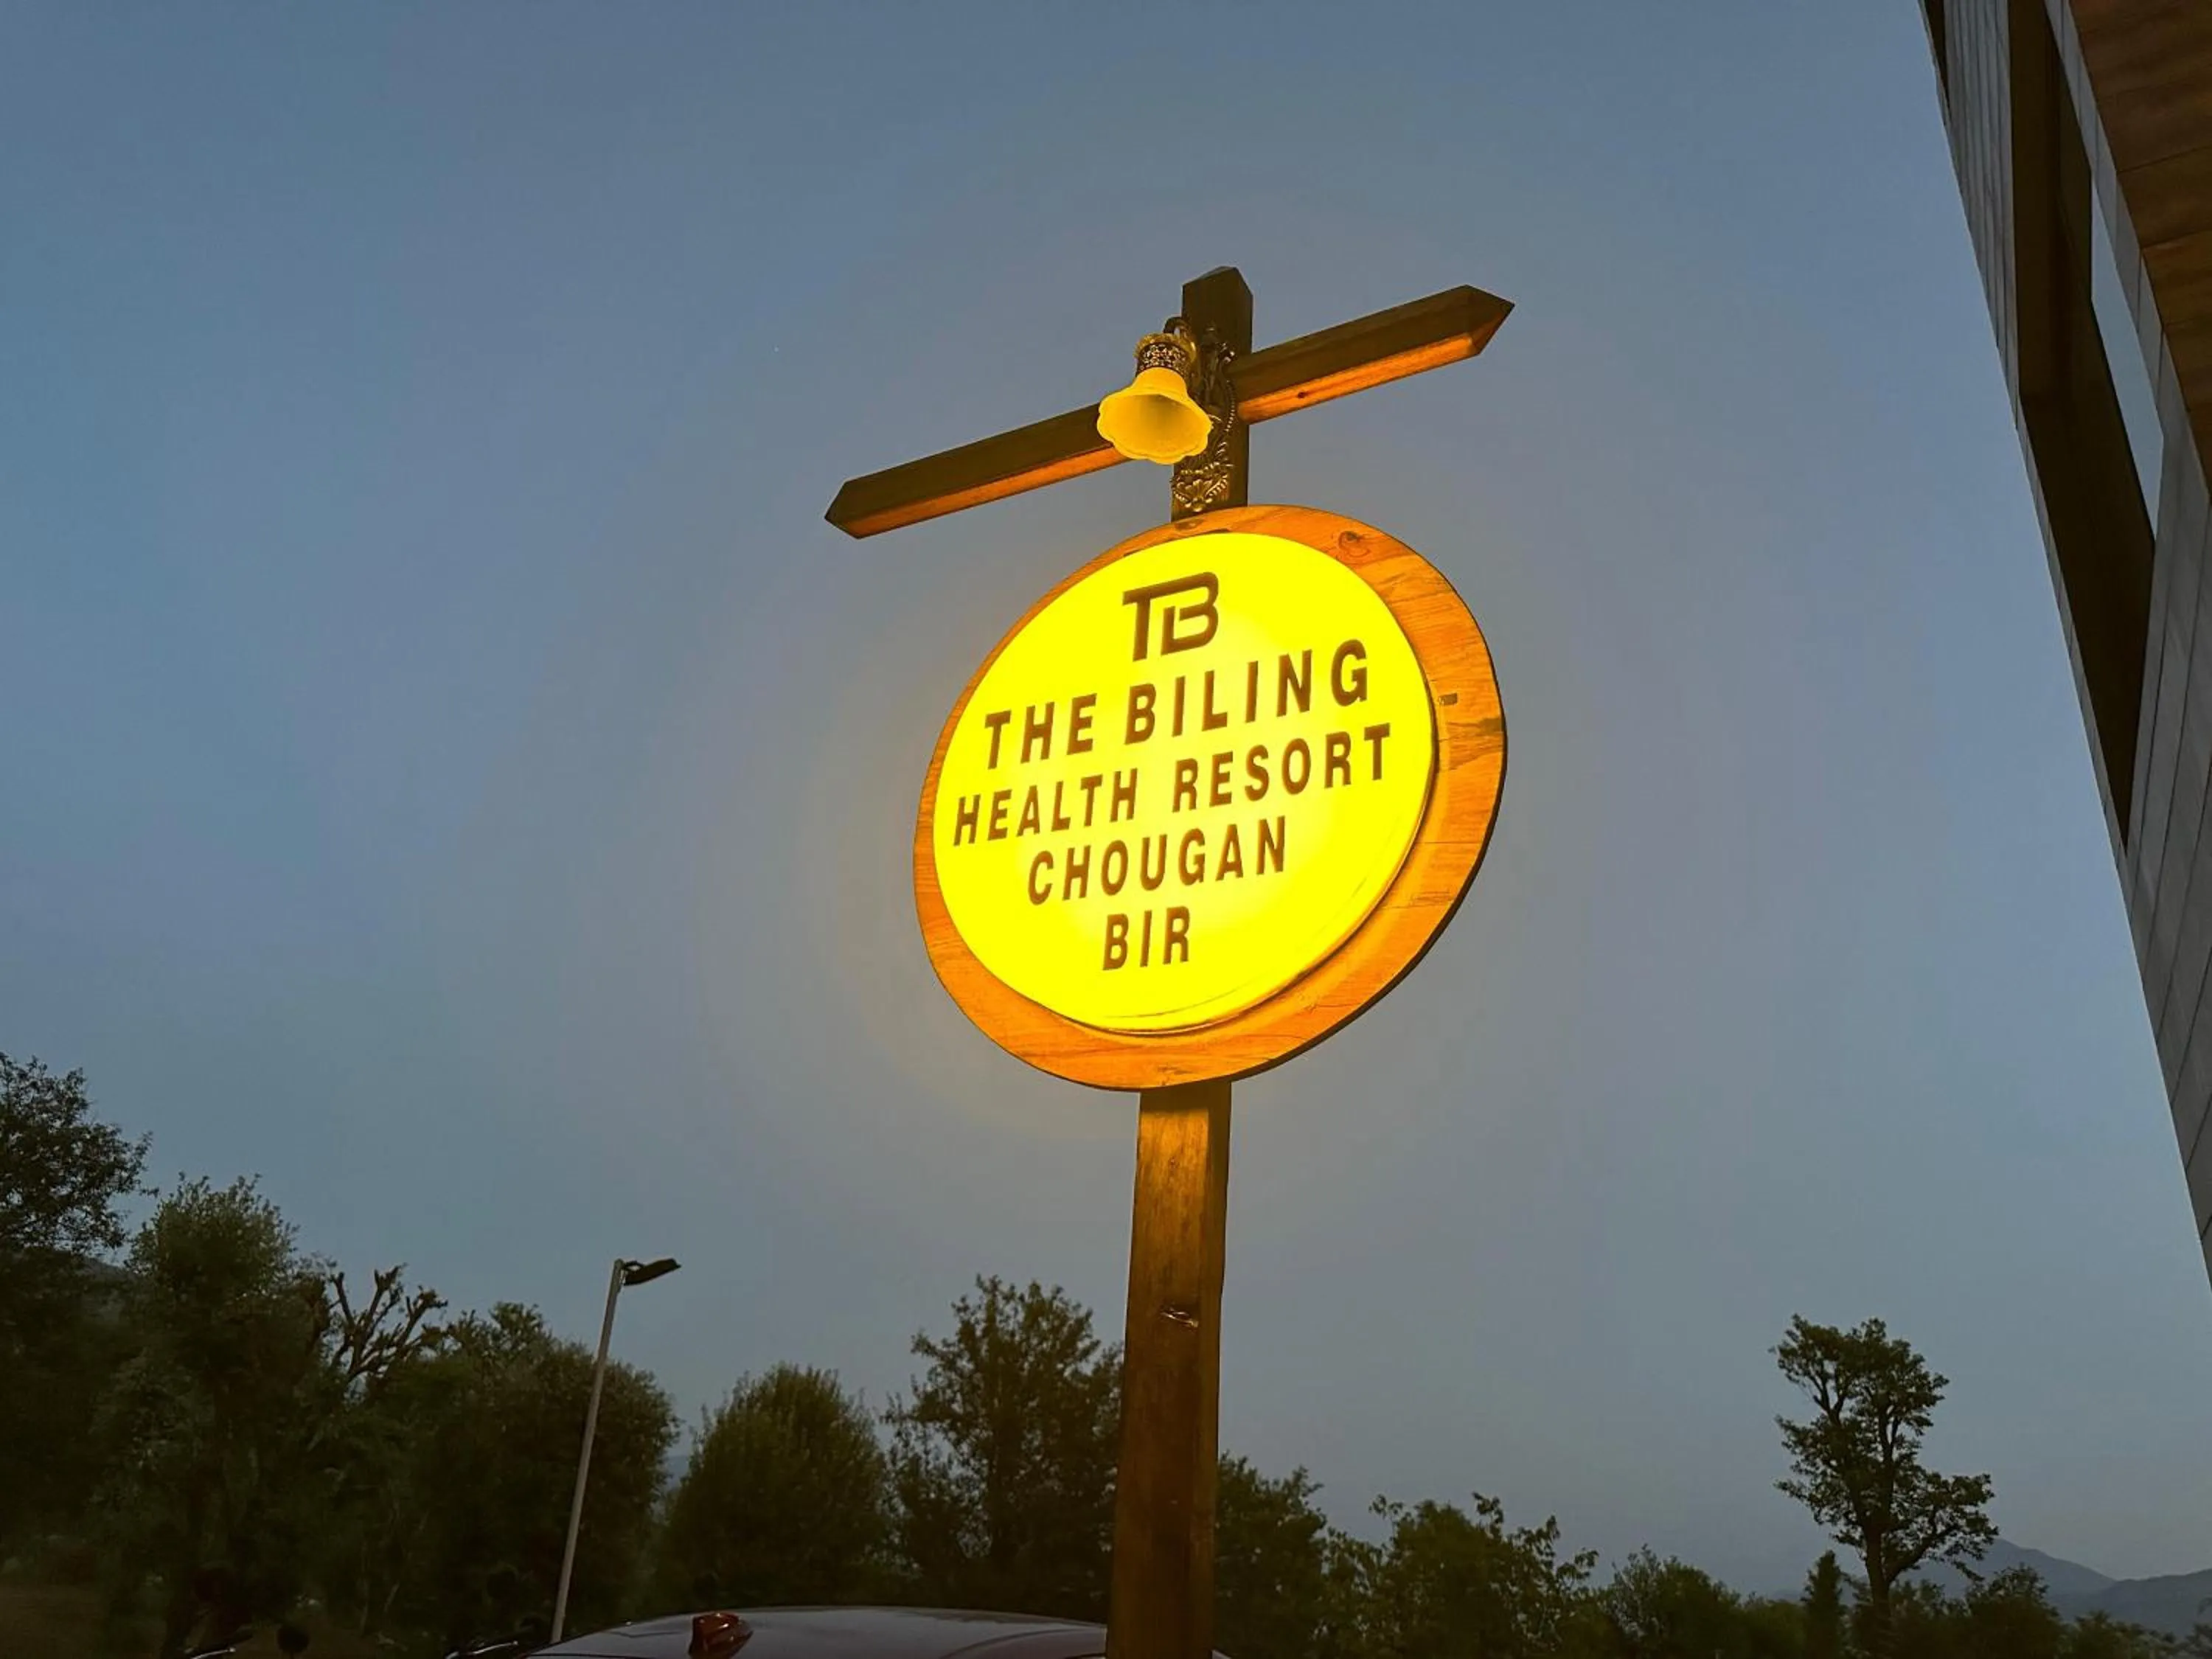 TB
THE BILING
HEALTH RESORT
CHOUGAN
BIR